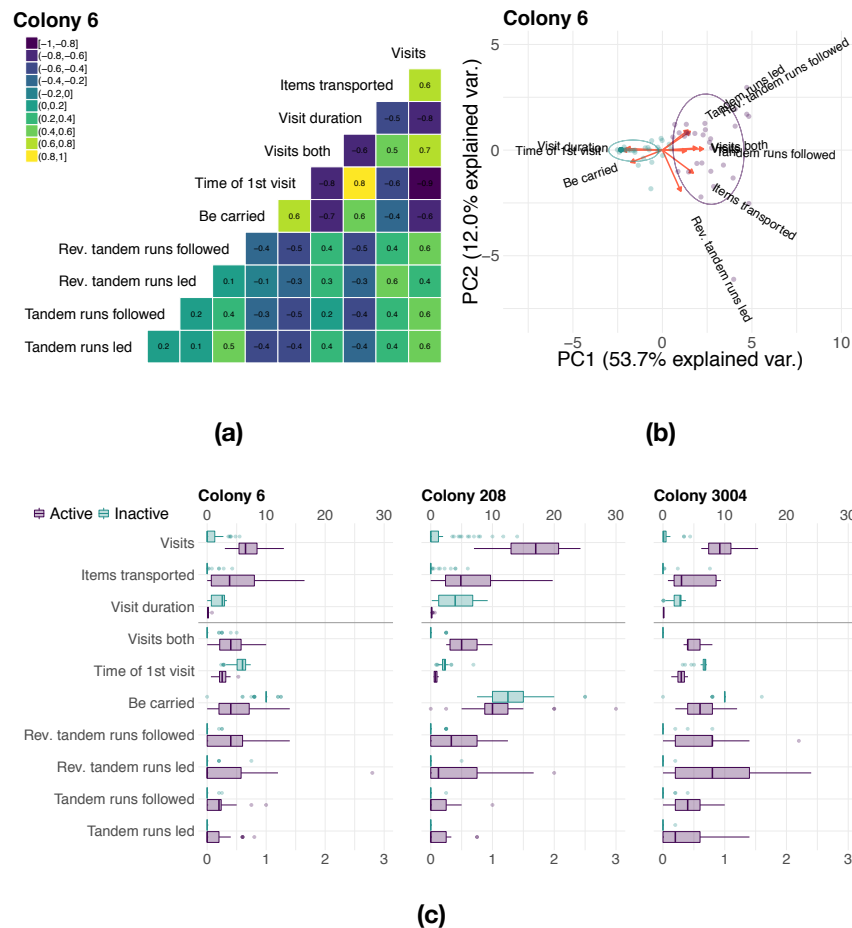 Colony 6
[−1,−0.8]
(−0.8,−0.6]
(−0.6,−0.4]
(−0.4,−0.2]
(−0.2,0]
(0,0.2]
(0.2,0.4]
(0.4,0.6]
(0.6,0.8]
(0.8,1]
Visits
Items transported 0.6
Visit duration −0.5 −0.8
Visits both −0.6 0.5 0.7
Time of 1st visit −0.8 0.8 −0.6
Be carried 0.6 −0.7 0.6 −0.4 −0.6
Rev. tandem runs followed −0.4 −0.5 0.4 −0.5 0.4 0.6
Rev. tandem runs led 0.1 −0.1 −0.3 0.3 −0.3 0.6 0.4
Tandem runs followed 0.2 0.4 −0.3 −0.5 0.2 −0.4 0.4 0.6
Tandem runs led 0.2 0.1 0.5 −0.4 −0.4 0.4 −0.4 0.4 0.6
(a)
Colony 6
PC2 (12.0% explained var.)
5
0
−5
Tandem runs led
Rev. tandem runs followed
Visit duration
Time of 1st visit
Be carried
Visits both
Tandem runs followed
Items transported
Rev. tandem runs led
−5 0 5 10
PC1 (53.7% explained var.)
(b)
Active Inactive
Colony 6 Colony 208 Colony 3004
0 10 20 30 0 10 20 30 0 10 20 30
Visits
Items transported
Visit duration
Visits both
Time of 1st visit
Be carried
Rev. tandem runs followed
Rev. tandem runs led
Tandem runs followed
Tandem runs led
0 1 2 3 0 1 2 3 0 1 2 3
(c)